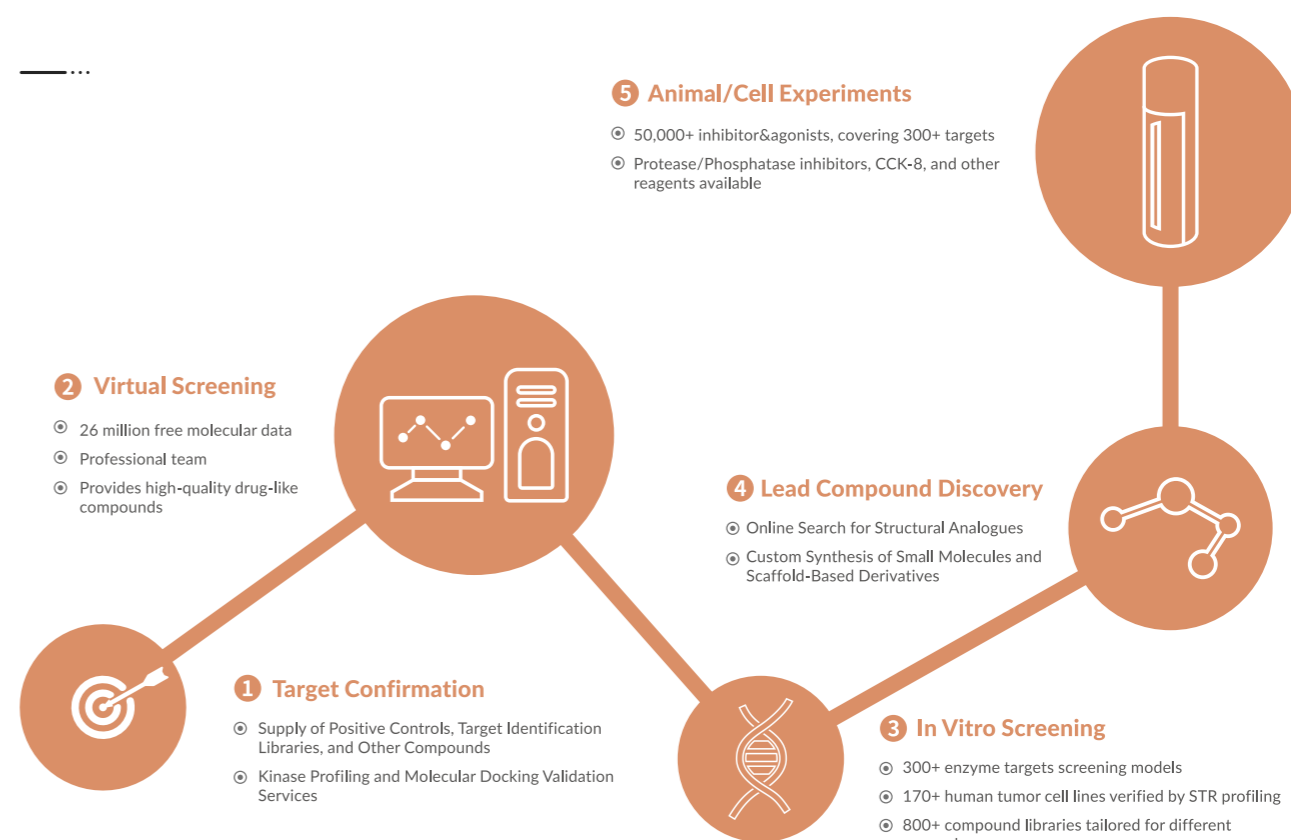 5 Animal/Cell Experiments
50,000+ inhibitor&agonists, covering 300+ targets
Protease/Phosphatase inhibitors, CCK-8, and other
reagents available
2 Virtual Screening
26 million free molecular data
Professional team
Provides high-quality drug-like
compounds
4 Lead Compound Discovery
Online Search for Structural Analogues
Custom Synthesis of Small Molecules and
Scaffold-Based Derivatives
1 Target Confirmation
Supply of Positive Controls, Target Identification
Libraries, and Other Compounds
Kinase Profiling and Molecular Docking Validation
Services
3 In Vitro Screening
300+ enzyme targets screening models
170+ human tumor cell lines verified by STR profiling
800+ compound libraries tailored for different